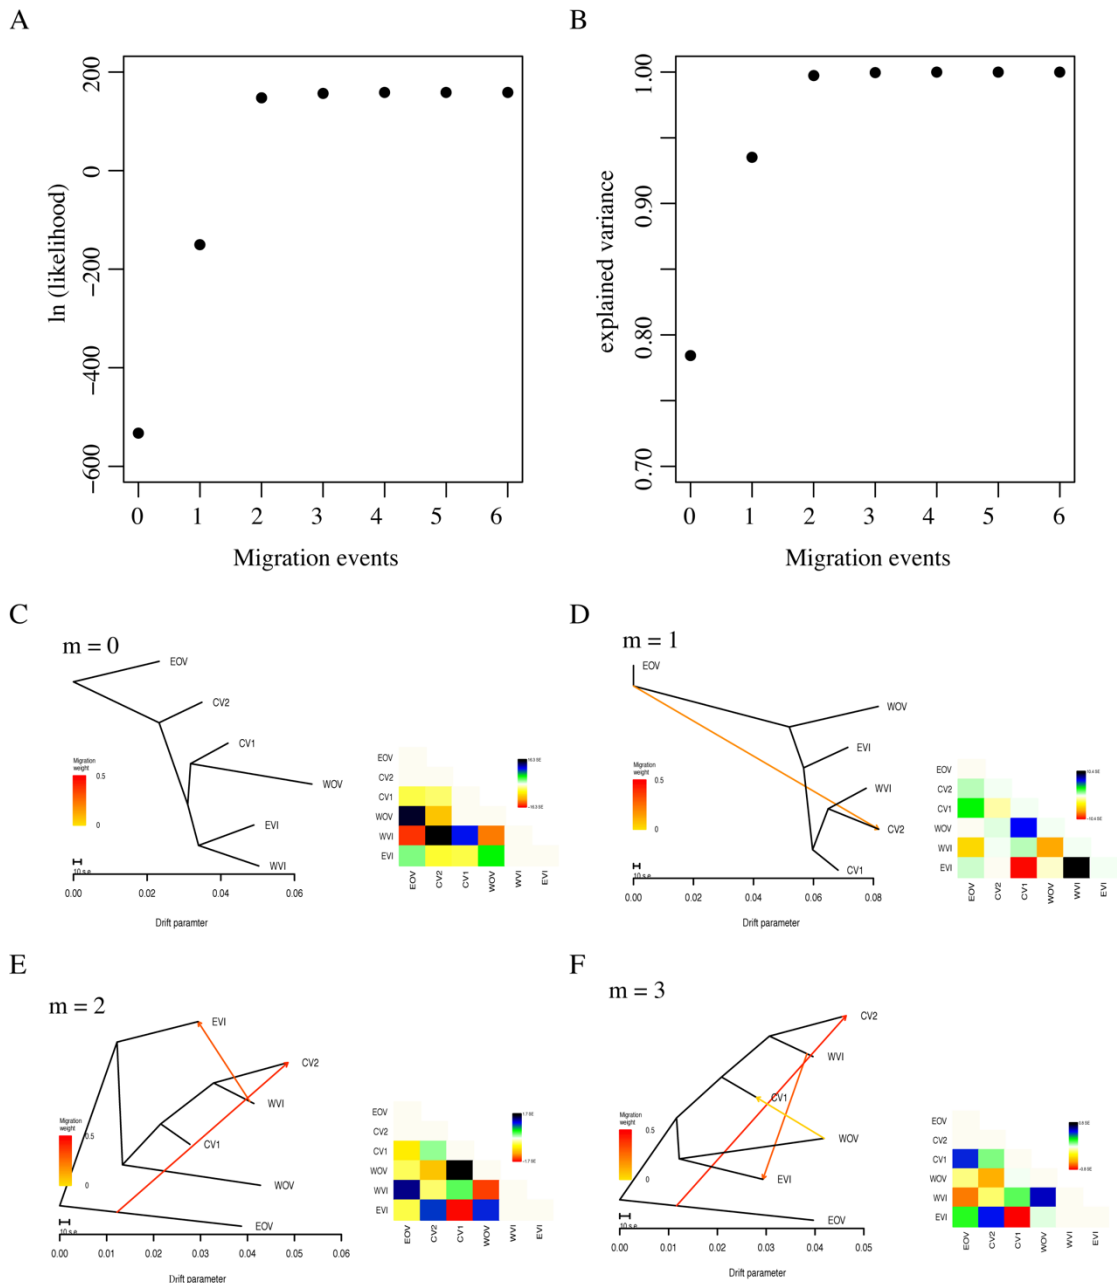 A
ln (likelihood)
200
0
−200
−400
−600
0 1 2 3 4 5 6
Migration events
B
explained variance
1.00
0.90
0.80
0.70
0 1 2 3 4 5 6
Migration events
C
m = 0
EOV
CV2
CV1
WOV
EVI
WVI
Migration
weight
0.5
0
10 s.e.
0.00 0.02 0.04 0.06
Drift paramter
EOV
CV2
CV1
WOV
WVI
EVI
EOV CV2 CV1 WOV WVI EVI
D
m = 1
EOV
WOV
EVI
WVI
CV2
CV1
Migration
weight
0.5
0
10 s.e.
0.00 0.02 0.04 0.06 0.08
Drift parameter
EOV
CV2
CV1
WOV
WVI
EVI
EOV CV2 CV1 WOV WVI EVI
E
m = 2
EVI
CV2
WVI
CV1
WOV
EOV
Migration
weight
0.5
0
10 s.e.
0.00 0.01 0.02 0.03 0.04 0.05 0.06
Drift parameter
EOV
CV2
CV1
WOV
WVI
EVI
1.7 SE
−1.7 SE
EOV CV2 CV1 WOV WVI EVI
F
m = 3
CV2
WVI
CV1
WOV
EVI
EOV
Migration
weight
0.5
0
10 s.e.
0.00 0.01 0.02 0.03 0.04 0.05
Drift parameter
EOV
CV2
CV1
WOV
WVI
EVI
EOV CV2 CV1 WOV WVI EVI